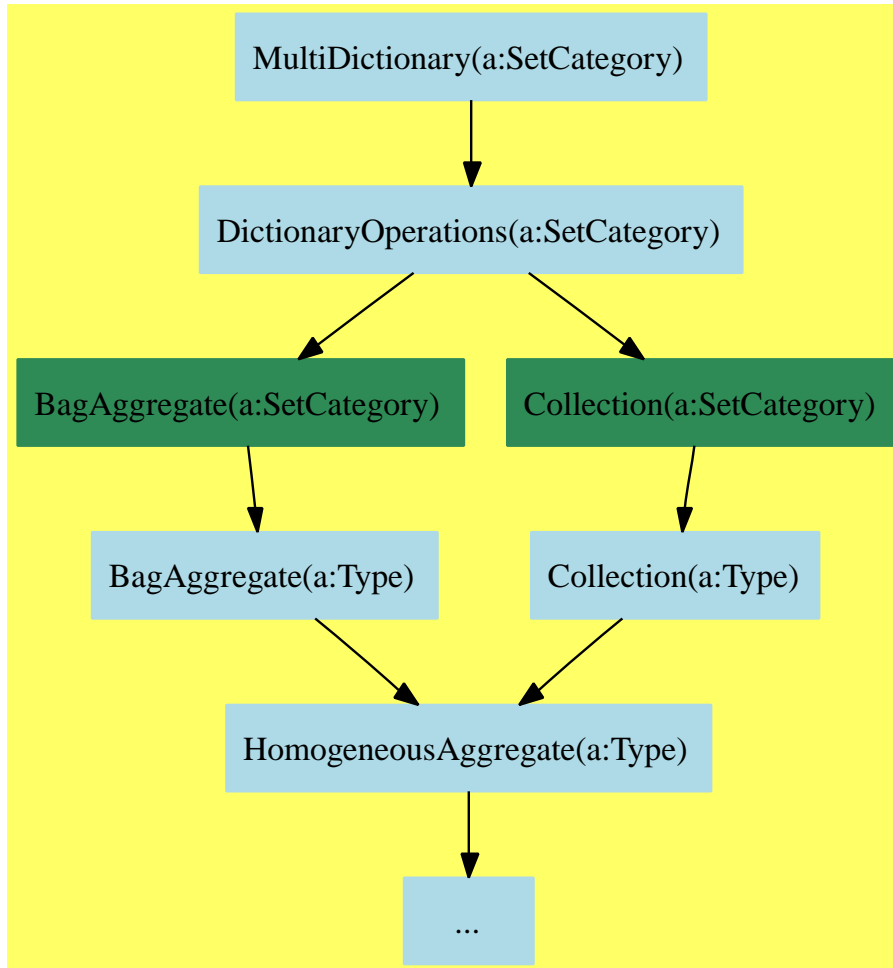 MultiDictionary(a:SetCategory)
DictionaryOperations(a:SetCategory)
BagAggregate(a:SetCategory)
Collection(a:SetCategory)
BagAggregate(a:Type)
Collection(a:Type)
HomogeneousAggregate(a:Type)
...